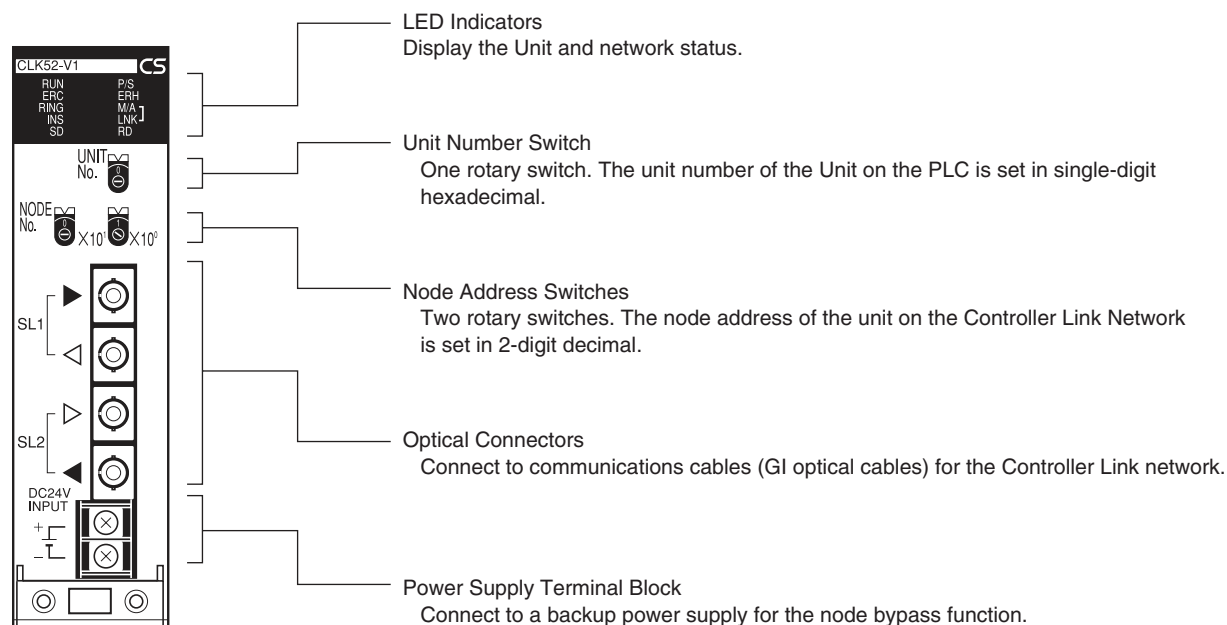 CLK52-V1 CS
RUN P/S
ERC ERH
RING M/A
INS LNK
SD RD
UNIT
No.
0
NODE
No.
0 X10¹ 1 X10⁰
SL1
SL2
DC24V
INPUT
+
−
LED Indicators
Display the Unit and network status.
Unit Number Switch
One rotary switch. The unit number of the Unit on the PLC is set in single-digit
hexadecimal.
Node Address Switches
Two rotary switches. The node address of the unit on the Controller Link Network
is set in 2-digit decimal.
Optical Connectors
Connect to communications cables (GI optical cables) for the Controller Link network.
Power Supply Terminal Block
Connect to a backup power supply for the node bypass function.